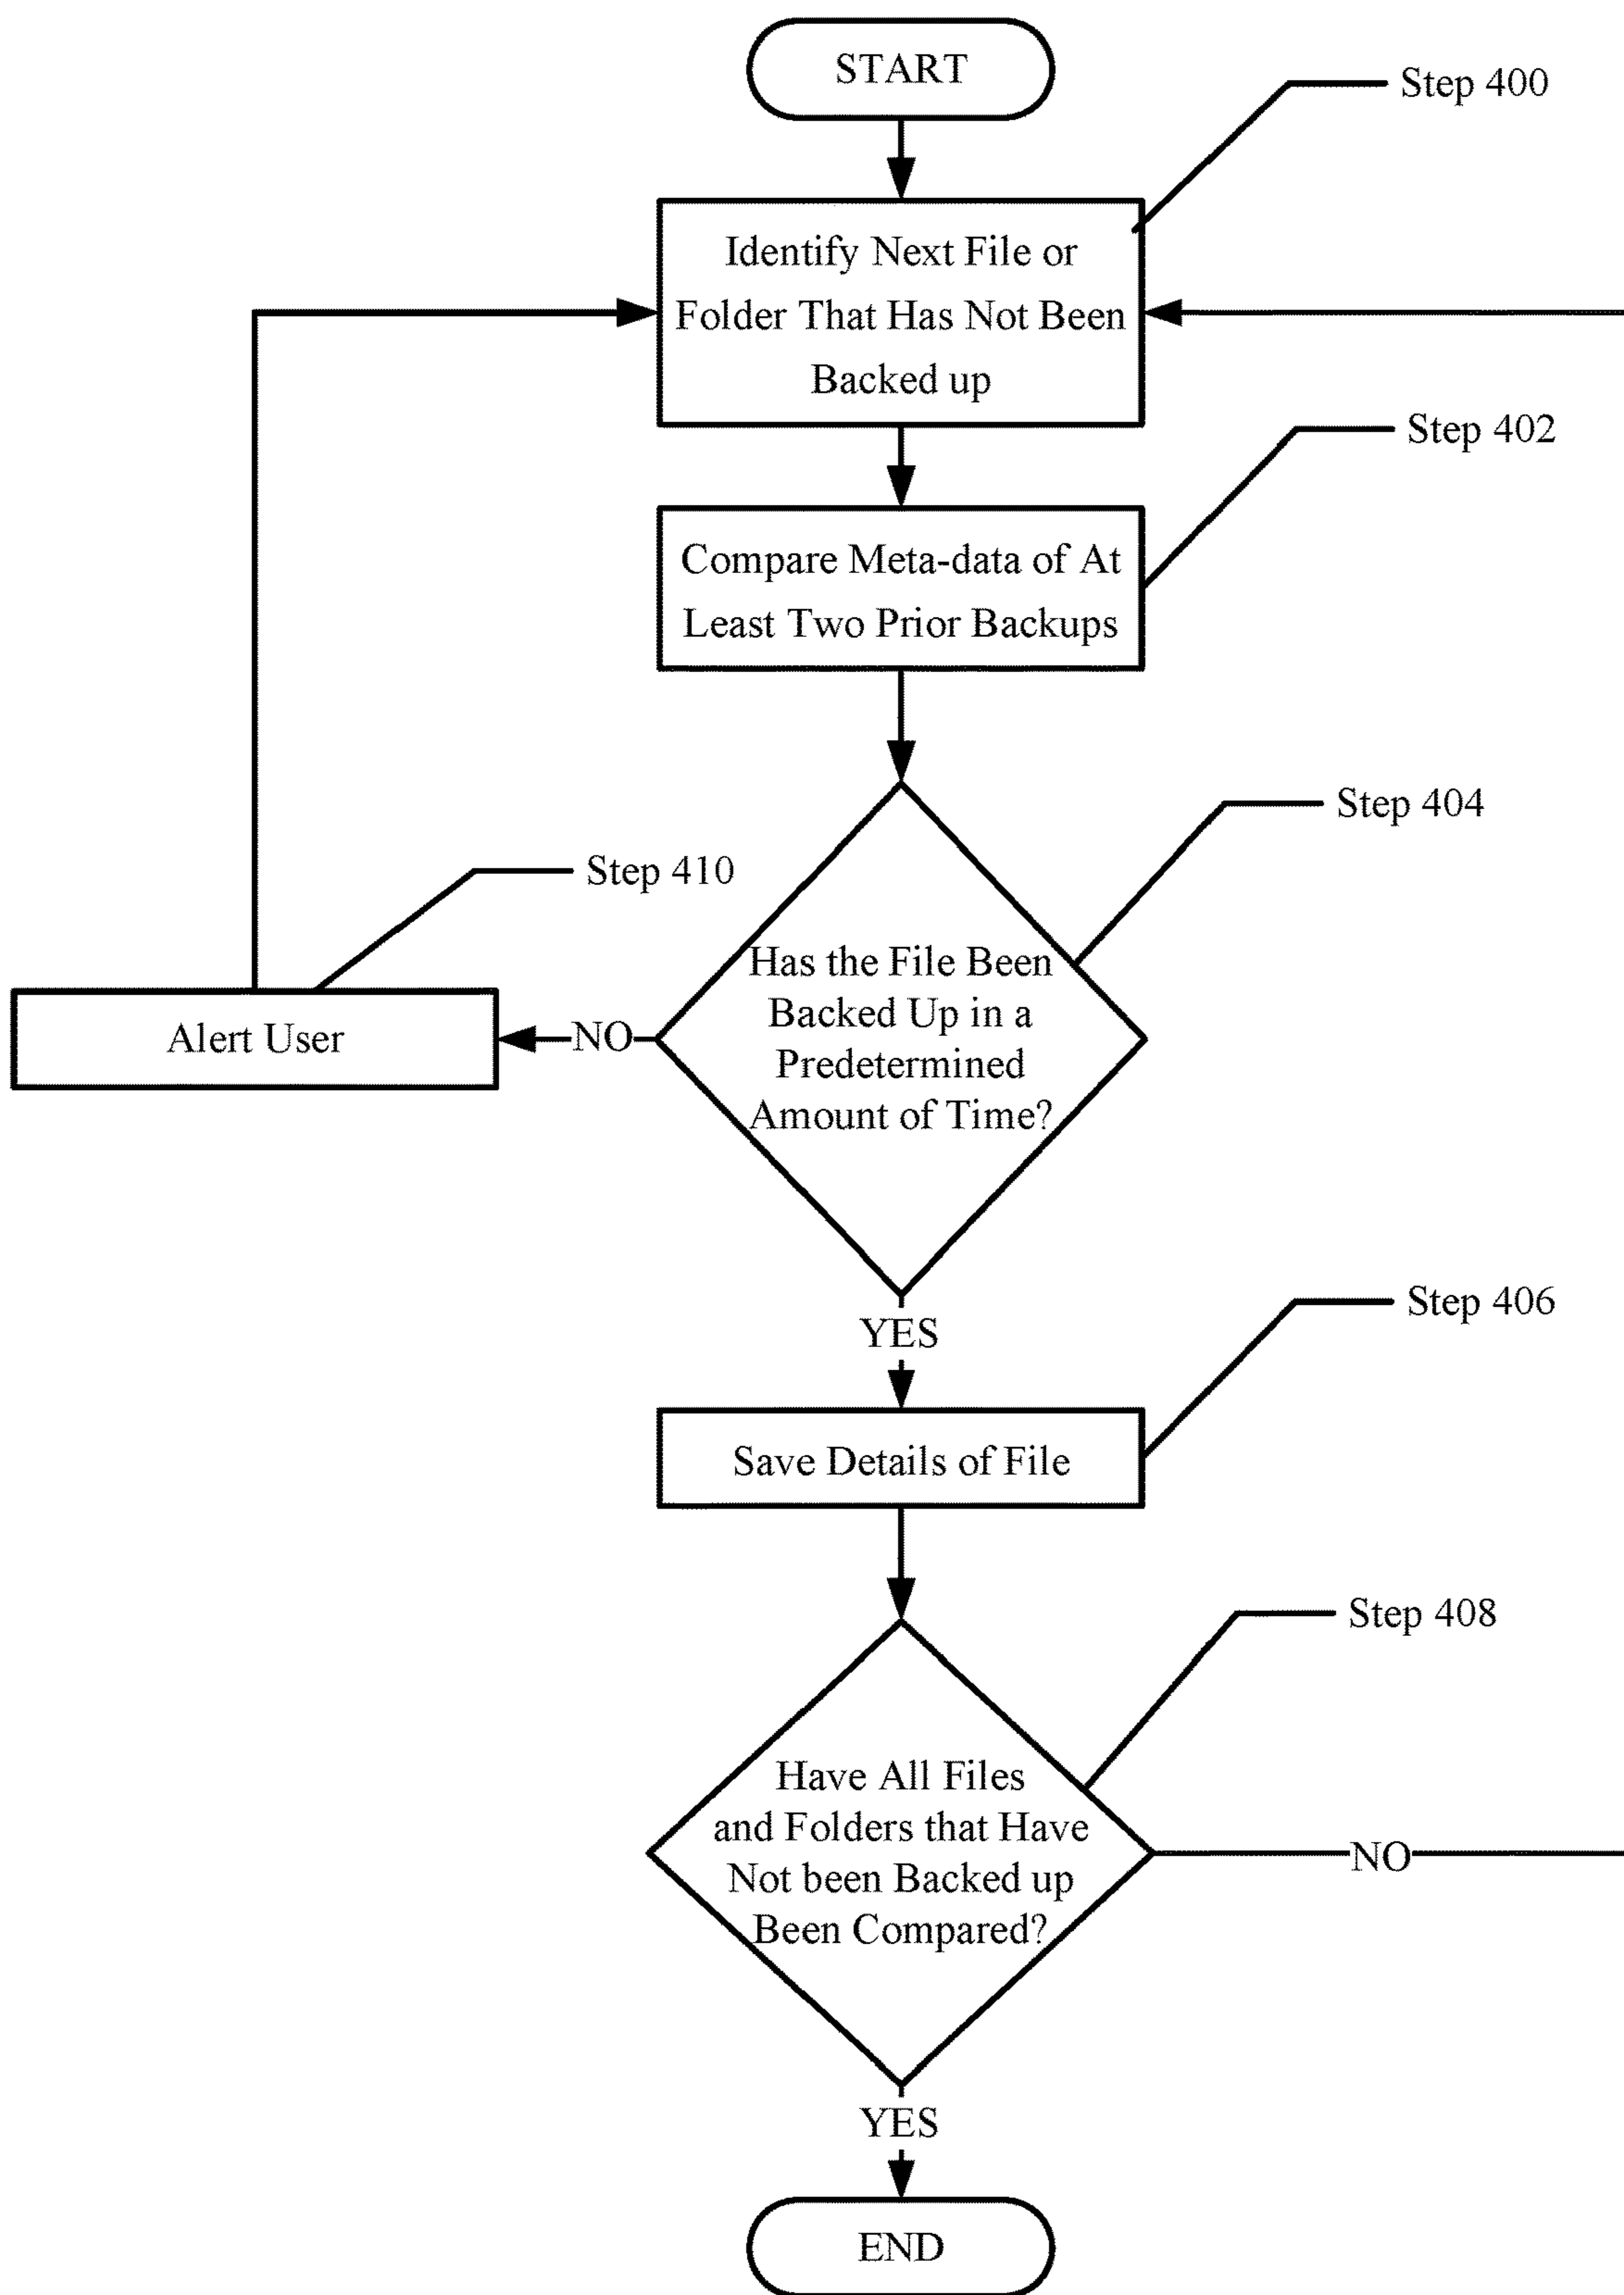 START
Step 400
Identify Next File or
Folder That Has Not Been
Backed up
Step 402
Compare Meta-data of At
Least Two Prior Backups
Step 404
Step 410
Has the File Been
Backed Up in a
Predetermined
Amount of Time?
NO
Alert User
YES
Step 406
Save Details of File
Step 408
Have All Files
and Folders that Have
Not been Backed up
Been Compared?
NO
YES
END